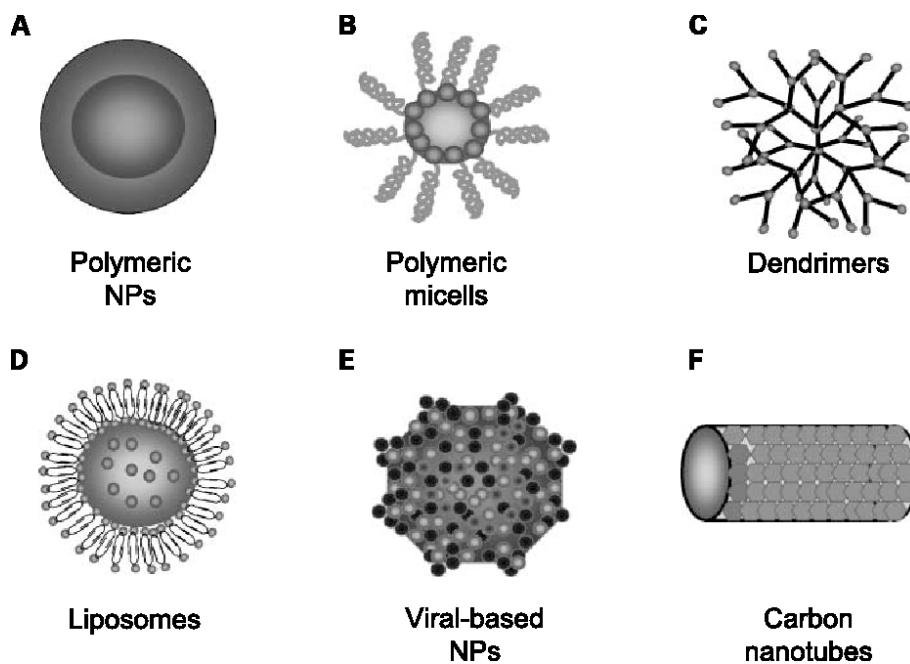 A
B
C
Polymeric
NPs
Polymeric
micells
Dendrimers
D
E
F
Liposomes
Viral-based
NPs
Carbon
nanotubes